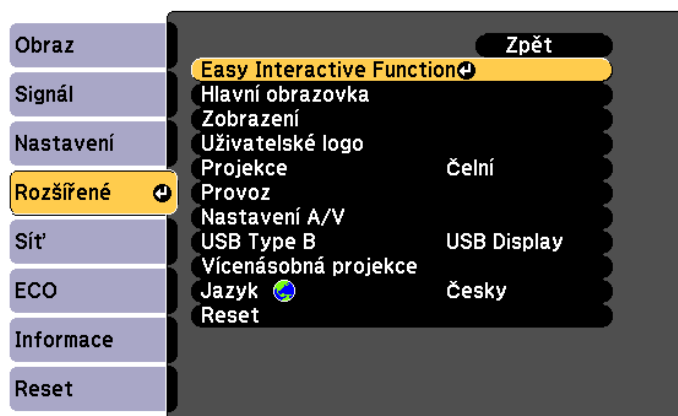 Obraz
Signál
Nastavení
Rozšířené
Síť
ECO
Informace
Reset
Zpět
Easy Interactive Function
Hlavní obrazovka
Zobrazení
Uživatelské logo
Projekce Čelní
Provoz
Nastavení A/V
USB Type B USB Display
Vícenásobná projekce
Jazyk Česky
Reset